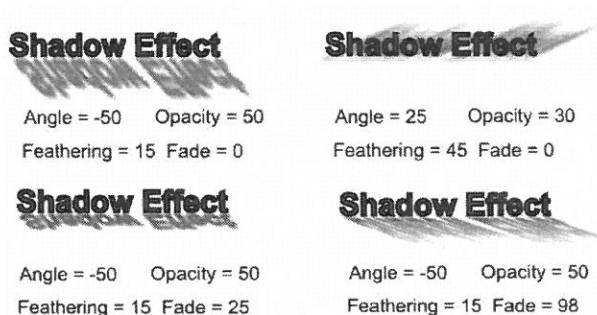 Shadow Effect
Angle = -50 Opacity = 50
Feathering = 15 Fade = 0
Shadow Effect
Angle = 25 Opacity = 30
Feathering = 45 Fade = 0
Shadow Effect
Angle = -50 Opacity = 50
Feathering = 15 Fade = 25
Shadow Effect
Angle = -50 Opacity = 50
Feathering = 15 Fade = 98